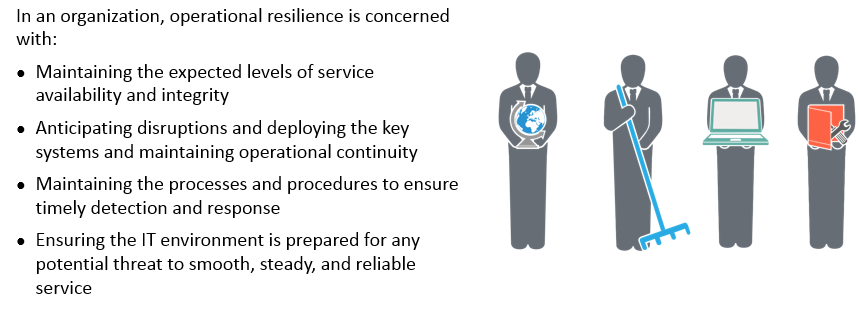 In an organization, operational resilience is concerned
with:
• Maintaining the expected levels of service
availability and integrity
• Anticipating disruptions and deploying the key
systems and maintaining operational continuity
• Maintaining the processes and procedures to ensure
timely detection and response
• Ensuring the IT environment is prepared for any
potential threat to smooth, steady, and reliable
service